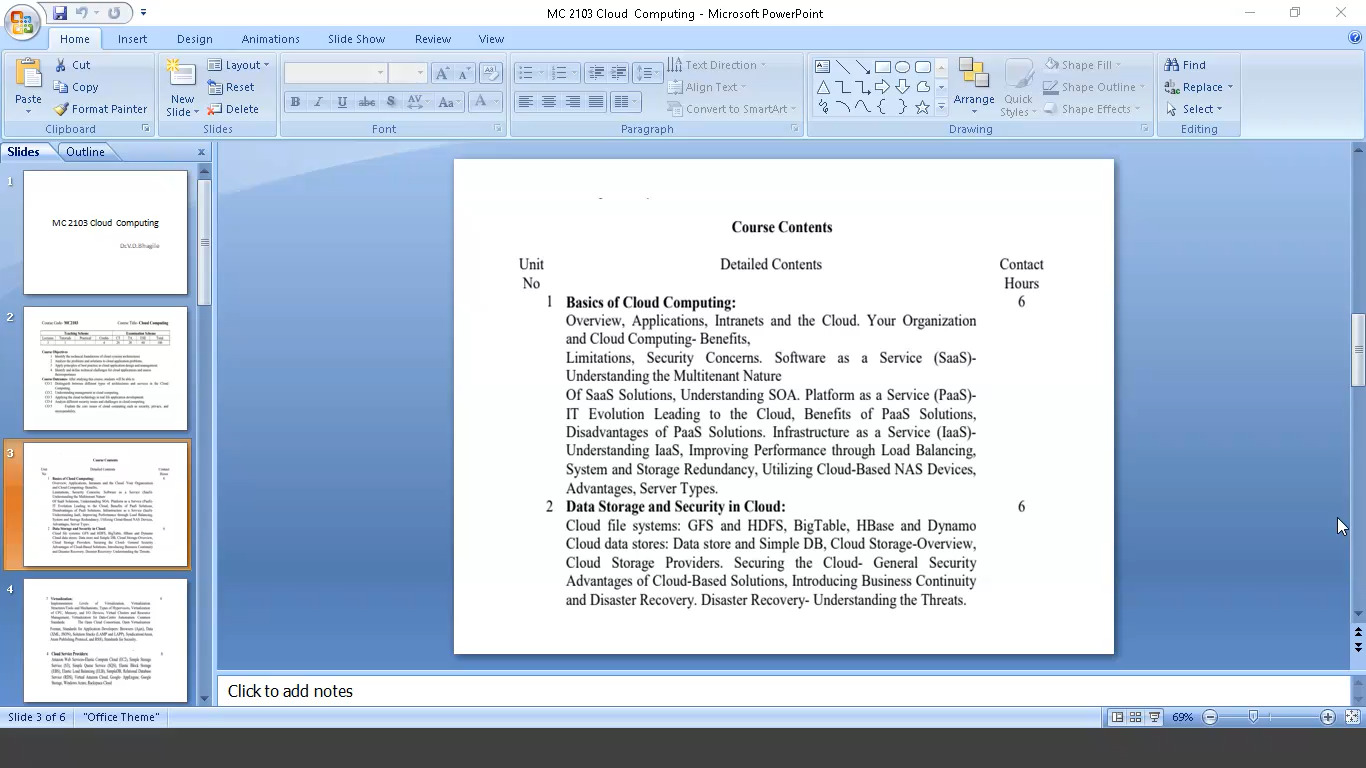 MC 2103 Cloud Computing - Microsoft PowerPoint
Home Insert Design Animations Slide Show Review View
Paste
Cut
Copy
Format Painter
Clipboard
New
Slide
Layout
Reset
Delete
Slides
B I U abc S AV Aa A
Font
Text Direction
Align Text
Convert to SmartArt
Paragraph
Arrange
Quick
Styles
Shape Fill
Shape Outline
Shape Effects
Drawing
Find
Replace
Select
Editing
Slides Outline x
1
MC 2103 Cloud Computing
Dr.V.D.Bhagile
2
Course Code: MC2103 Course Title: Cloud Computing
3
4
Course Contents
Unit Detailed Contents Contact
No Hours
1 Basics of Cloud Computing: 6
Overview, Applications, Intranets and the Cloud. Your Organization
and Cloud Computing- Benefits,
Limitations, Security Concerns. Software as a Service (SaaS)-
Understanding the Multitenant Nature
Of SaaS Solutions, Understanding SOA. Platform as a Service (PaaS)-
IT Evolution Leading to the Cloud, Benefits of PaaS Solutions,
Disadvantages of PaaS Solutions. Infrastructure as a Service (IaaS)-
Understanding IaaS, Improving Performance through Load Balancing,
System and Storage Redundancy, Utilizing Cloud-Based NAS Devices,
Advantages, Server Types.
2 Data Storage and Security in Cloud: 6
Cloud file systems: GFS and HDFS, BigTable, HBase and Dynamo
Cloud data stores: Data store and Simple DB, Cloud Storage-Overview,
Cloud Storage Providers. Securing the Cloud- General Security
Advantages of Cloud-Based Solutions, Introducing Business Continuity
and Disaster Recovery. Disaster Recovery- Understanding the Threats.
Click to add notes
Slide 3 of 6 "Office Theme" 69%